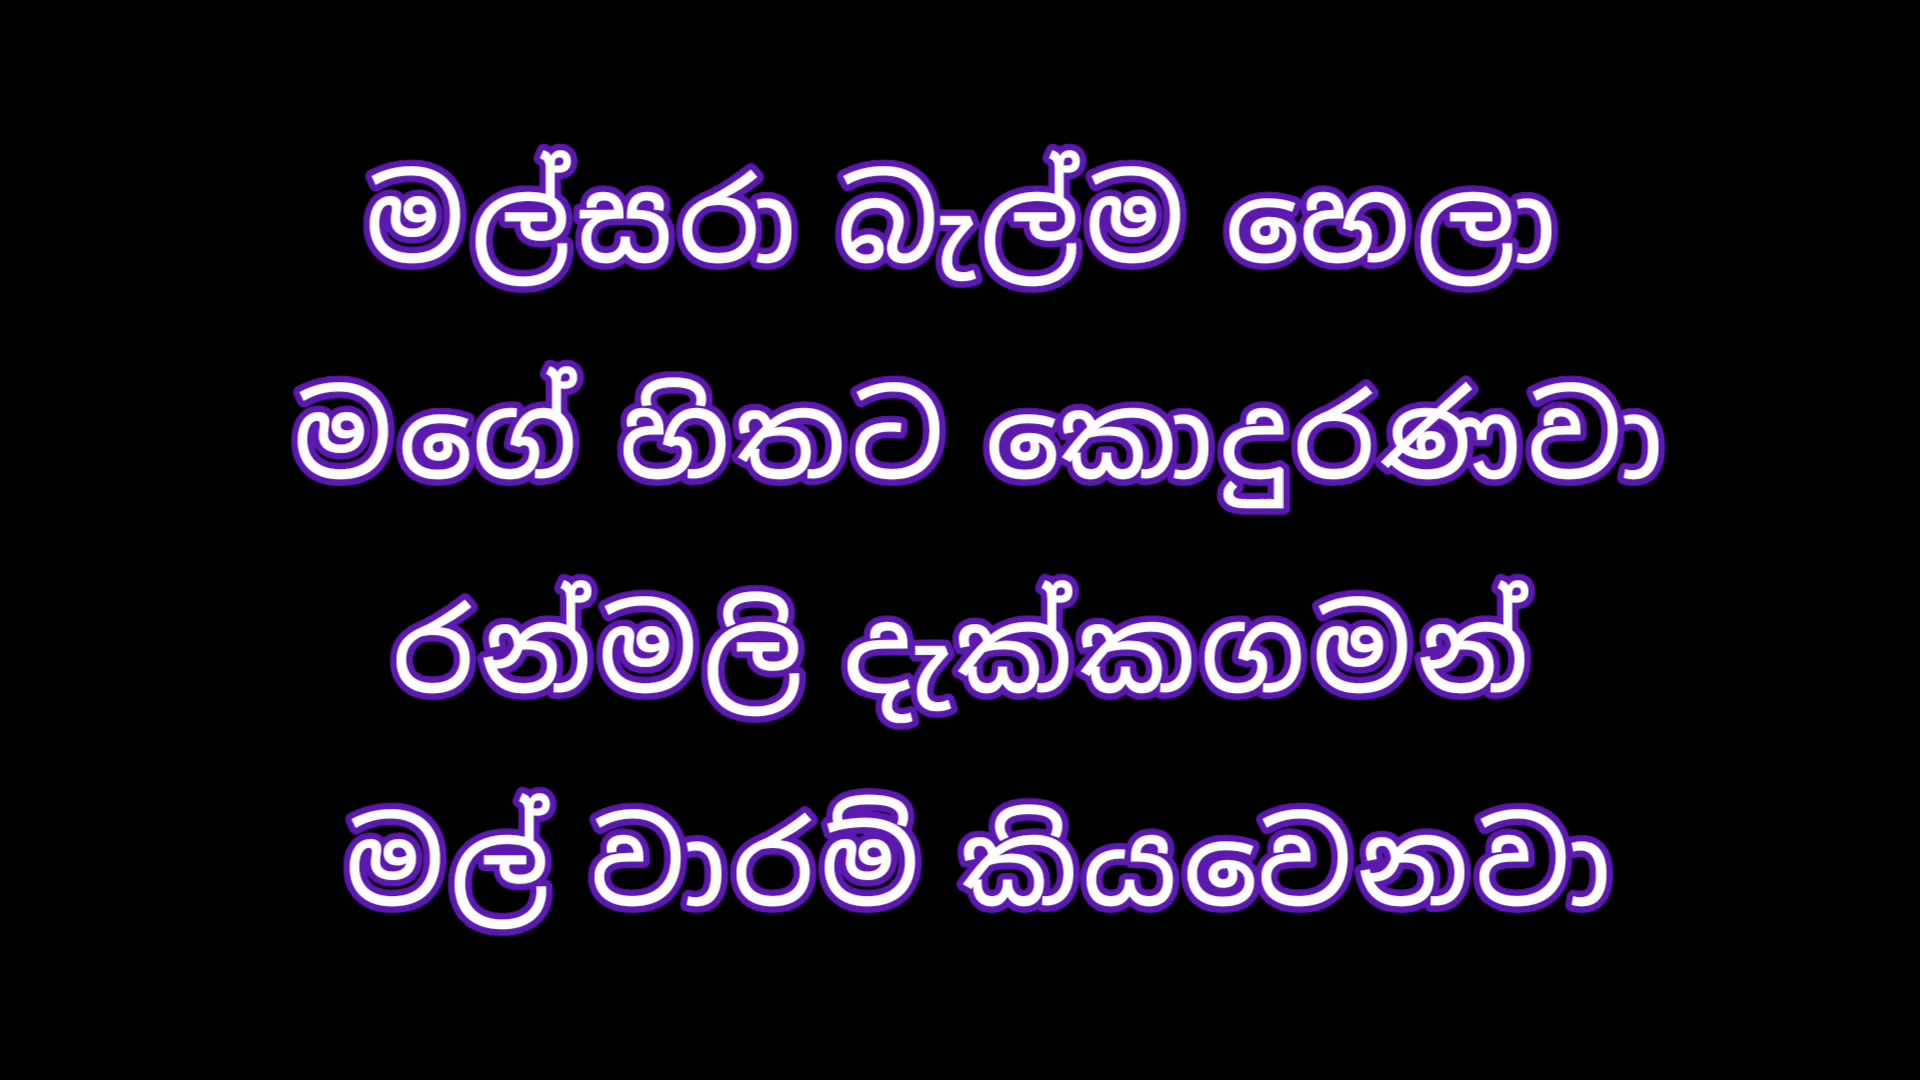 මල්සරා බැල්ම හෙලා
මගේ හිතට කොදුරණවා
රන්මලි දැක්කගමන්
මල් වාරම් කියවෙනවා